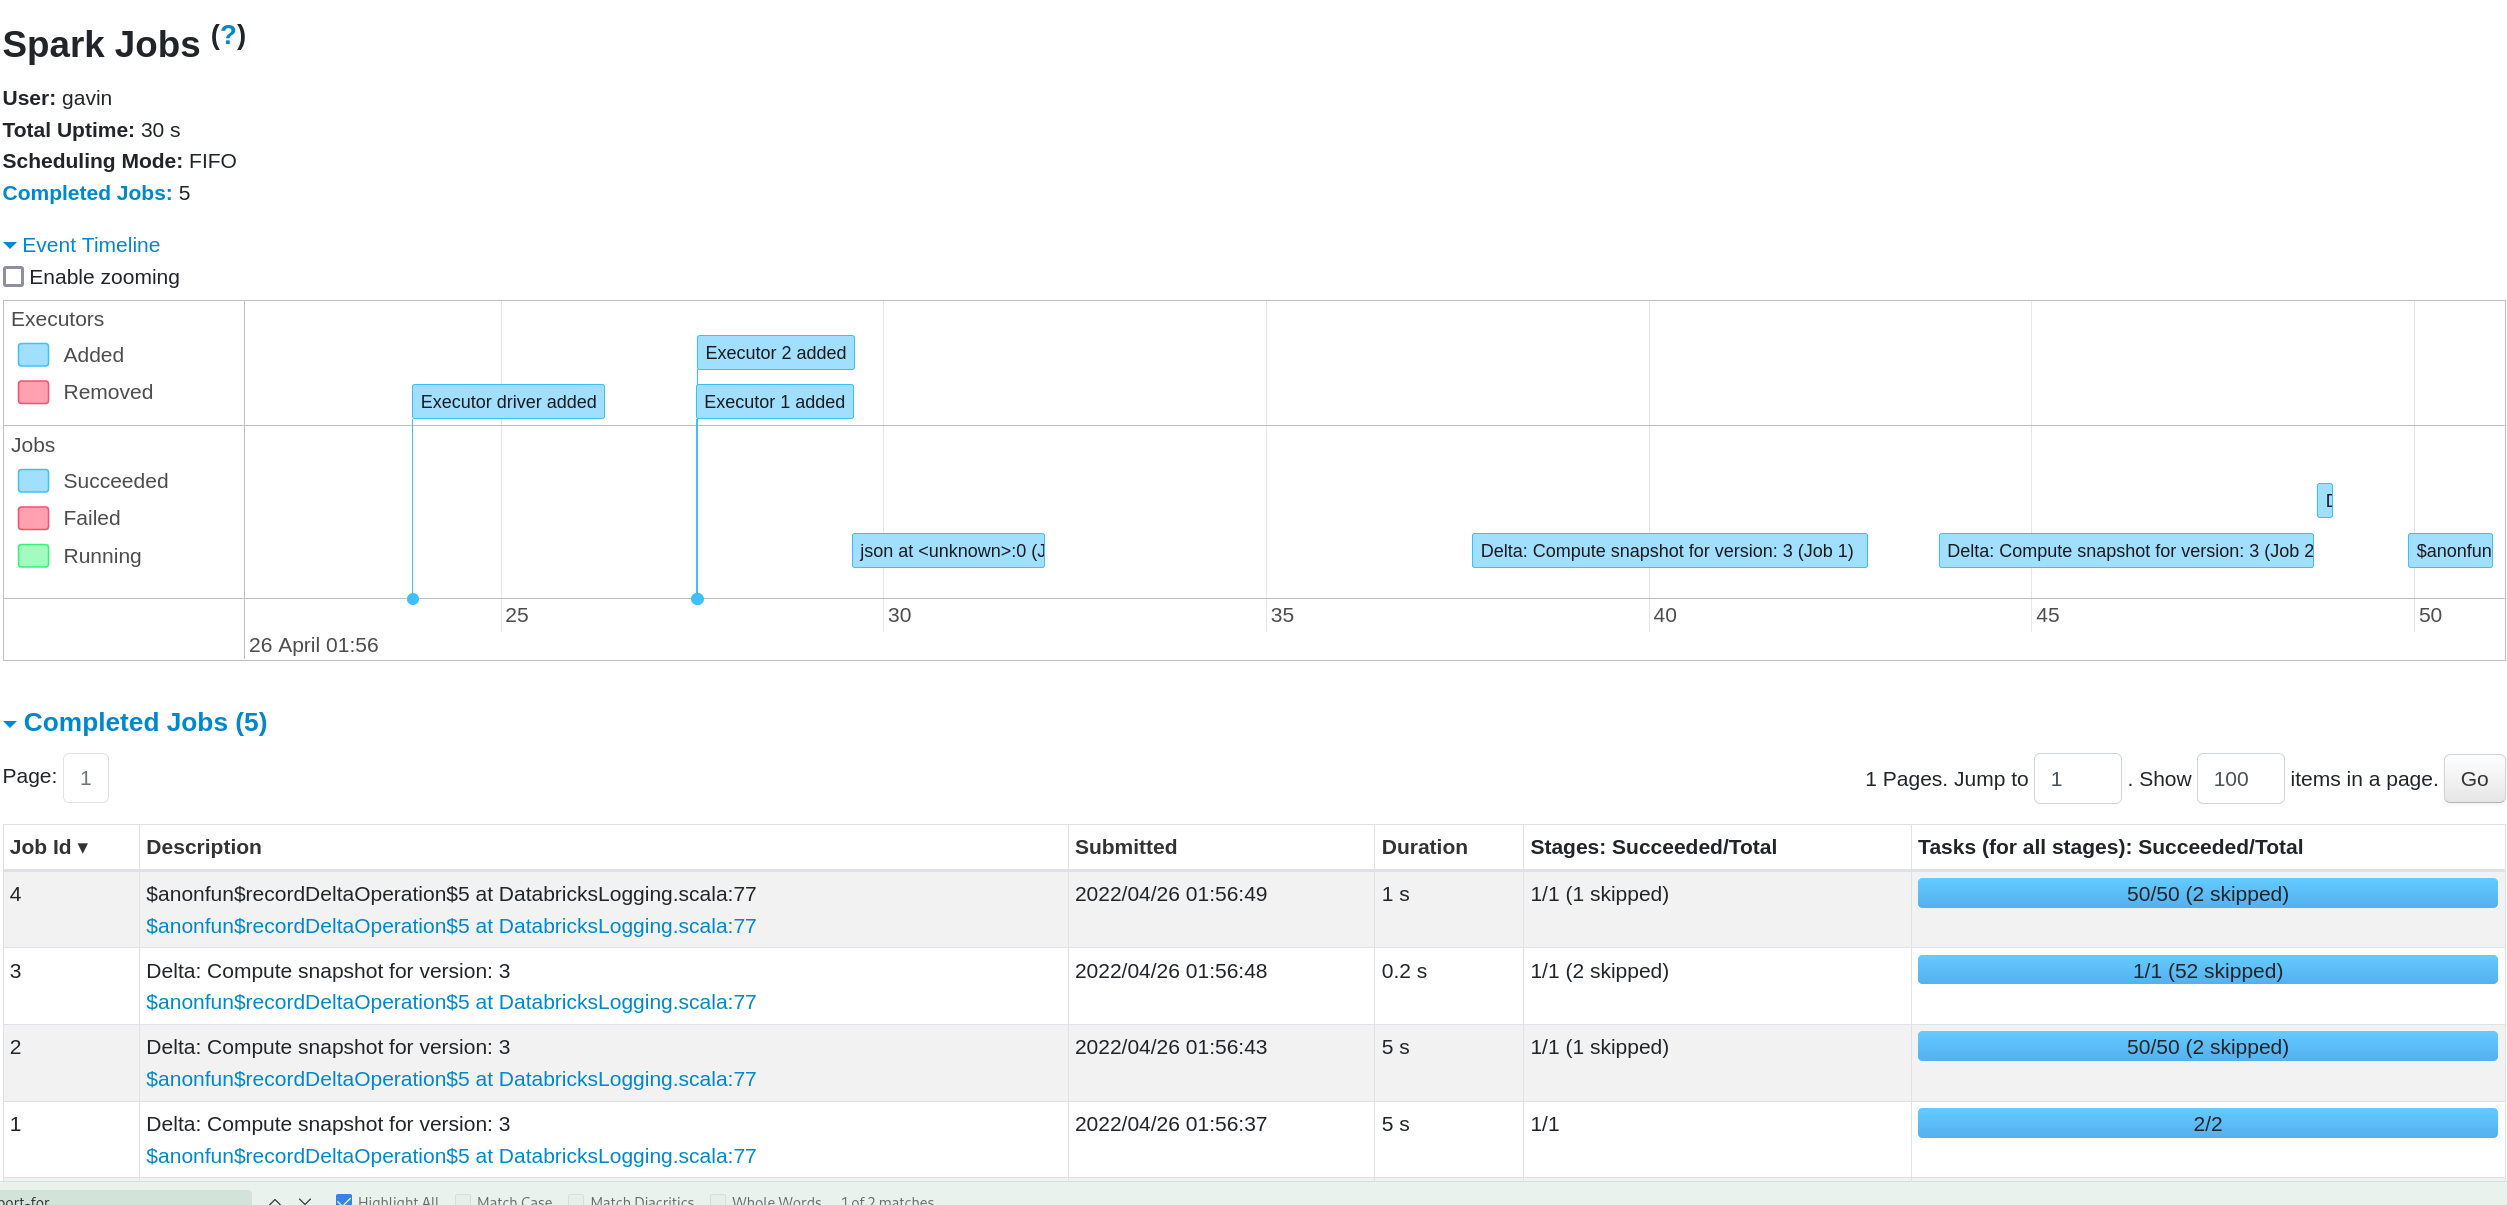 Spark Jobs (?)
User: gavin
Total Uptime: 30 s
Scheduling Mode: FIFO
Completed Jobs: 5
Event Timeline
Enable zooming
Executors
Added
Removed
Executor 2 added
Executor driver added
Executor 1 added
Jobs
Succeeded
Failed
Running
json at <unknown>:0 (J
Delta: Compute snapshot for version: 3 (Job 1)
Delta: Compute snapshot for version: 3 (Job 2
$anonfun
25 30 35 40 45 50
26 April 01:56
Completed Jobs (5)
Page: 1
1 Pages. Jump to 1 . Show 100 items in a page. Go
Job Id ▾ Description Submitted Duration Stages: Succeeded/Total Tasks (for all stages): Succeeded/Total
4 $anonfun$recordDeltaOperation$5 at DatabricksLogging.scala:77 2022/04/26 01:56:49 1 s 1/1 (1 skipped) 50/50 (2 skipped)
$anonfun$recordDeltaOperation$5 at DatabricksLogging.scala:77
3 Delta: Compute snapshot for version: 3 2022/04/26 01:56:48 0.2 s 1/1 (2 skipped) 1/1 (52 skipped)
$anonfun$recordDeltaOperation$5 at DatabricksLogging.scala:77
2 Delta: Compute snapshot for version: 3 2022/04/26 01:56:43 5 s 1/1 (1 skipped) 50/50 (2 skipped)
$anonfun$recordDeltaOperation$5 at DatabricksLogging.scala:77
1 Delta: Compute snapshot for version: 3 2022/04/26 01:56:37 5 s 1/1 2/2
$anonfun$recordDeltaOperation$5 at DatabricksLogging.scala:77
Highlight All Match Case Match Diacritics Whole Words 1 of 2 matches